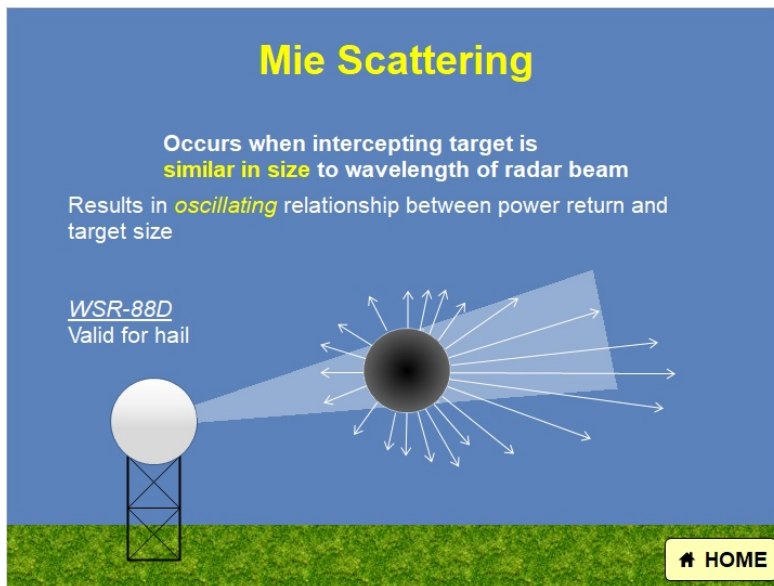 Mie Scattering
Occurs when intercepting target is
similar in size to wavelength of radar beam
Results in oscillating relationship between power return and
target size
WSR-88D
Valid for hail
HOME